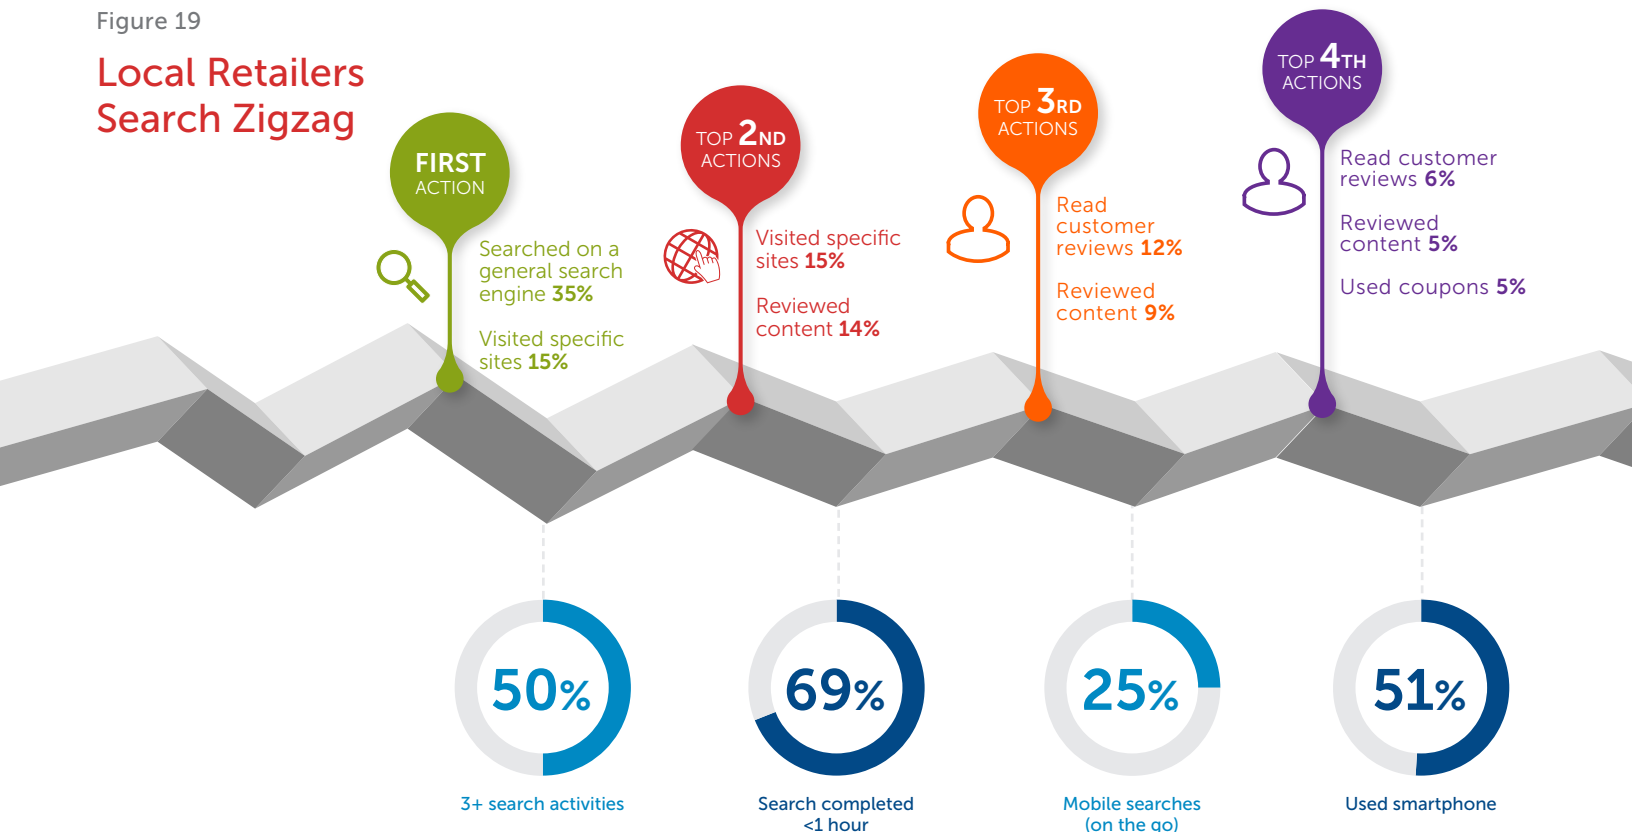 Figure 19
Local Retailers
Search Zigzag
FIRST
ACTION
Searched on a
general search
engine 35%
Visited specific
sites 15%
TOP 2ND
ACTIONS
Visited specific
sites 15%
Reviewed
content 14%
TOP 3RD
ACTIONS
Read
customer
reviews 12%
Reviewed
content 9%
TOP 4TH
ACTIONS
Read customer
reviews 6%
Reviewed
content 5%
Used coupons 5%
50%
3+ search activities
69%
Search completed
<1 hour
25%
Mobile searches
(on the go)
51%
Used smartphone